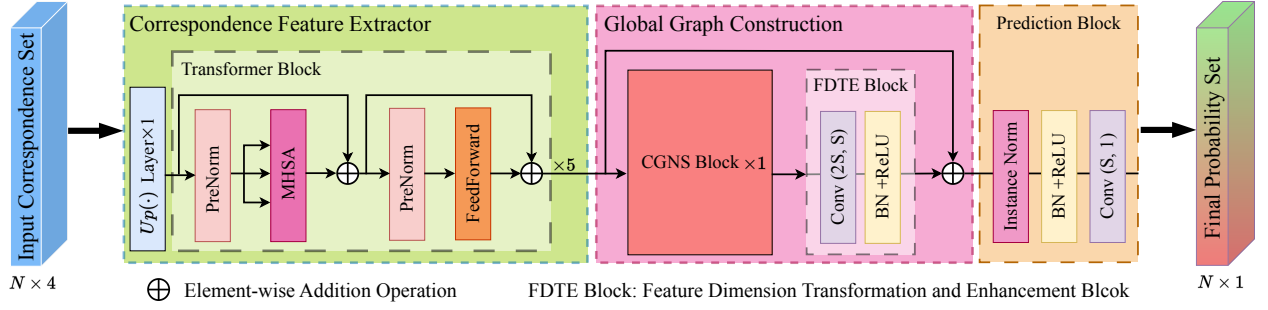 Input Correspondence Set
N × 4
Correspondence Feature Extractor
Up(·) Layer×1
Transformer Block
PreNorm
MHSA
PreNorm
FeedForward
×5
Global Graph Construction
CGNS Block ×1
FDTE Block
Conv (2S, S)
BN +ReLU
Prediction Block
Instance Norm
BN +ReLU
Conv (S, 1)
Final Probability Set
N × 1
Element-wise Addition Operation
FDTE Block: Feature Dimension Transformation and Enhancement Blcok